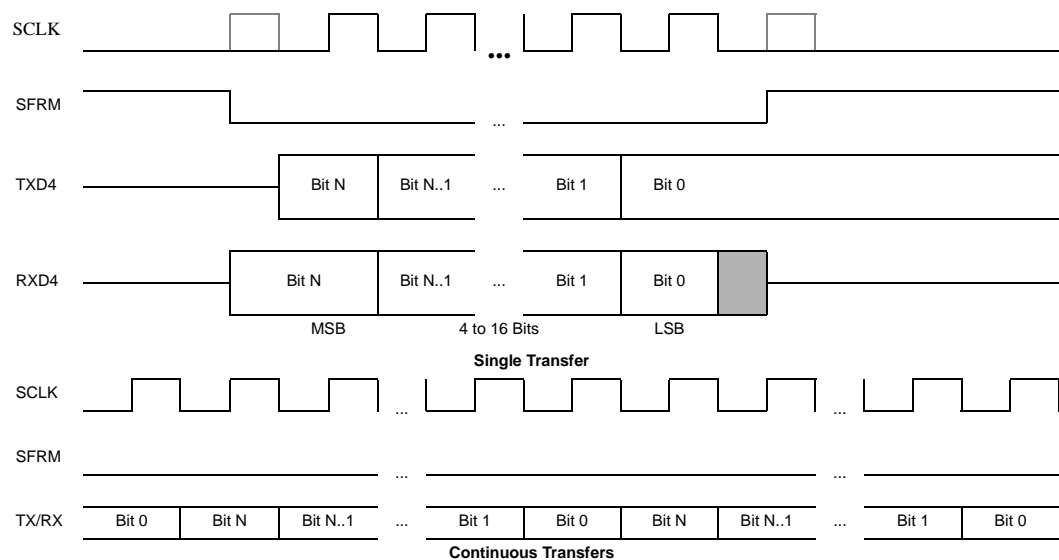 SCLK
...
SFRM
...
TXD4 Bit N Bit N..1 ... Bit 1 Bit 0
RXD4 Bit N Bit N..1 ... Bit 1 Bit 0
MSB 4 to 16 Bits LSB
Single Transfer
SCLK ... ...
SFRM ... ...
TX/RX Bit 0 Bit N Bit N..1 ... Bit 1 Bit 0 Bit N Bit N..1 ... Bit 1 Bit 0
Continuous Transfers